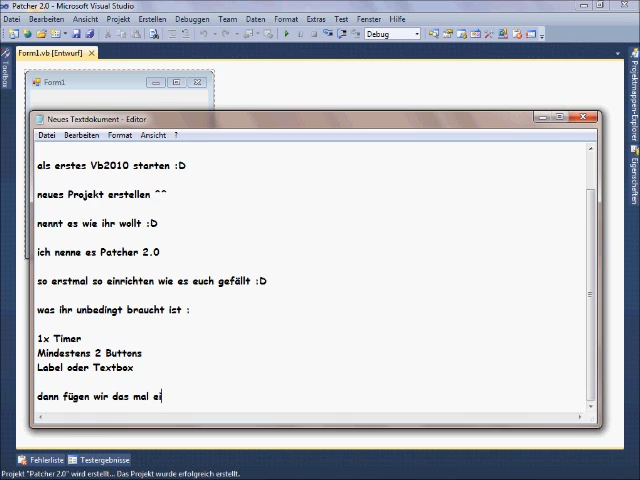 Patcher 2.0 - Microsoft Visual Studio
Datei Bearbeiten Ansicht Projekt Erstellen Debuggen Team Daten Format Extras Test Fenster Hilfe
Debug
Form1.vb [Entwurf]
Toolbox
Form1
Projektmappen-Explorer
Eigenschaften
Neues Textdokument - Editor
Datei Bearbeiten Format Ansicht ?
als erstes Vb2010 starten :D
neues Projekt erstellen ^^
nennt es wie ihr wollt :D
ich nenne es Patcher 2.0
so erstmal so einrichten wie es euch gefällt :D
was ihr unbedingt braucht ist :
1x Timer
Mindestens 2 Buttons
Label oder Textbox
dann fügen wir das mal ei
Fehlerliste Testergebnisse
Projekt "Patcher 2.0" wird erstellt... Das Projekt wurde erfolgreich erstellt.